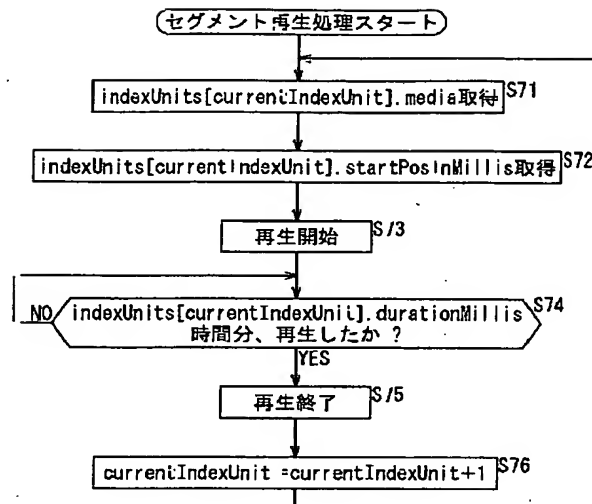 セグメント再生処理スタート
indexUnits[currentIndexUnit].media取得 S71
indexUnits[currentIndexUnit].startPosInMillis取得 S72
再生開始 S73
indexUnits[currentIndexUnit].durationMillis S74
NO 時間分、再生したか ?
YES
再生終了 S75
currentIndexUnit =currentIndexUnit+1 S76